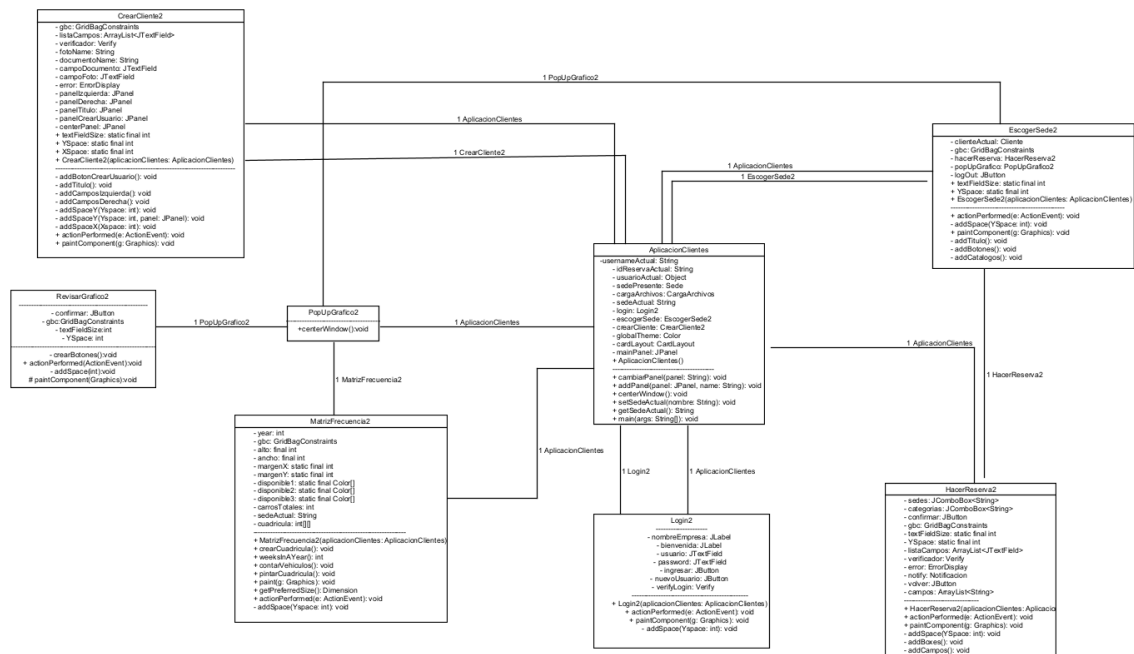 CrearCliente2
- gbc: GridBagConstraints
- listaCampos: ArrayList<JTextField>
- verificador: Verify
- fotoName: String
- documentoName: String
- campoDocumento: JTextField
- campoFoto: JTextField
- error: ErrorDisplay
- panelIzquierda: JPanel
- panelDerecha: JPanel
- panelTitulo: JPanel
- panelCrearUsuario: JPanel
- centerPanel: JPanel
+ textFieldSize: static final int
+ YSpace: static final int
+ XSpace: static final int
+ CrearCliente2(aplicacionClientes: AplicacionClientes)
- addBotonCrearUsuario(): void
- addTitulo(): void
- addCamposIzquierda(): void
- addCamposDerecha(): void
- addSpaceY(Yspace: int): void
- addSpaceY(Yspace: int, panel: JPanel): void
- addSpaceX(Xspace: int): void
+ actionPerformed(e: ActionEvent): void
+ paintComponent(g: Graphics): void
1 PopUpGrafico2
1 AplicacionClientes
1 CrearCliente2
1 AplicacionClientes
1 EscogerSede2
EscogerSede2
- clienteActual: Cliente
- gbc: GridBagConstraints
- hacerReserva: HacerReserva2
- popUpGrafico: PopUpGrafico2
- logOut: JButton
+ textFieldSize: static final int
+ YSpace: static final int
+ EscogerSede2(aplicacionClientes: AplicacionClientes)
+ actionPerformed(e: ActionEvent): void
- addSpace(YSpace: int): void
+ paintComponent(g: Graphics): void
- addTitulo(): void
- addBotones(): void
- addCatalogos(): void
RevisarGrafico2
- confirmar: JButton
- gbc:GridBagConstraints
- textFieldSize:int
- YSpace: int
- crearBotones():void
+ actionPerformed(ActionEvent):void
- addSpace(int):void
# paintComponent(Graphics):void
1 PopUpGrafico2
PopUpGrafico2
+centerWindow():void
1 AplicacionClientes
AplicacionClientes
-usernameActual: String
- idReservaActual: String
- usuarioActual: Object
- sedePresente: Sede
- cargaArchivos: CargaArchivos
- sedeActual: String
- login: Login2
- escogerSede: EscogerSede2
- crearCliente: CrearCliente2
- globalTheme: Color
- cardLayout: CardLayout
- mainPanel: JPanel
+ AplicacionClientes()
+ cambiarPanel(panel: String): void
+ addPanel(panel: JPanel, name: String): void
+ centerWindow(): void
+ setSedeActual(nombre: String): void
+ getSedeActual(): String
+ main(args: String[]): void
1 AplicacionClientes
1 HacerReserva2
1 MatrizFrecuencia2
MatrizFrecuencia2
- year: int
- gbc: GridBagConstraints
- alto: final int
- ancho: final int
- margenX: static final int
- margenY: static final int
- disponible1: static final Color[]
- disponible2: static final Color[]
- disponible3: static final Color[]
- carrosTotales: int
- sedeActual: String
- cuadricula: int[][]
+ MatrizFrecuencia2(aplicacionClientes: AplicacionClientes)
+ crearCuadricula(): void
+ weeksInAYear(): int
+ contarVehiculos(): void
+ pintarCuadricula(): void
+ paint(g: Graphics): void
+ getPreferredSize(): Dimension
+ actionPerformed(e: ActionEvent): void
- addSpace(Yspace: int): void
1 AplicacionClientes
1 Login2
1 AplicacionClientes
Login2
- nombreEmpresa: JLabel
- bienvenida: JLabel
- usuario: JTextField
- password: JTextField
- ingresar: JButton
- nuevoUsuario: JButton
- verifyLogin: Verify
+ Login2(aplicacionClientes: AplicacionClientes)
+ actionPerformed(e: ActionEvent): void
+ paintComponent(g: Graphics): void
- addSpace(Yspace: int): void
HacerReserva2
- sedes: JComboBox<String>
- categorias: JComboBox<String>
- confirmar: JButton
- gbc: GridBagConstraints
- textFieldSize: static final int
- YSpace: static final int
- listaCampos: ArrayList<JTextField>
- verificador: Verify
- error: ErrorDisplay
- notify: Notificacion
- volver: JButton
- campos: ArrayList<String>
+ HacerReserva2(aplicacionClientes: Aplicacio
+ actionPerformed(e: ActionEvent): void
+ paintComponent(g: Graphics): void
- addSpace(YSpace: int): void
- addBoxes(): void
- addCampos(): void